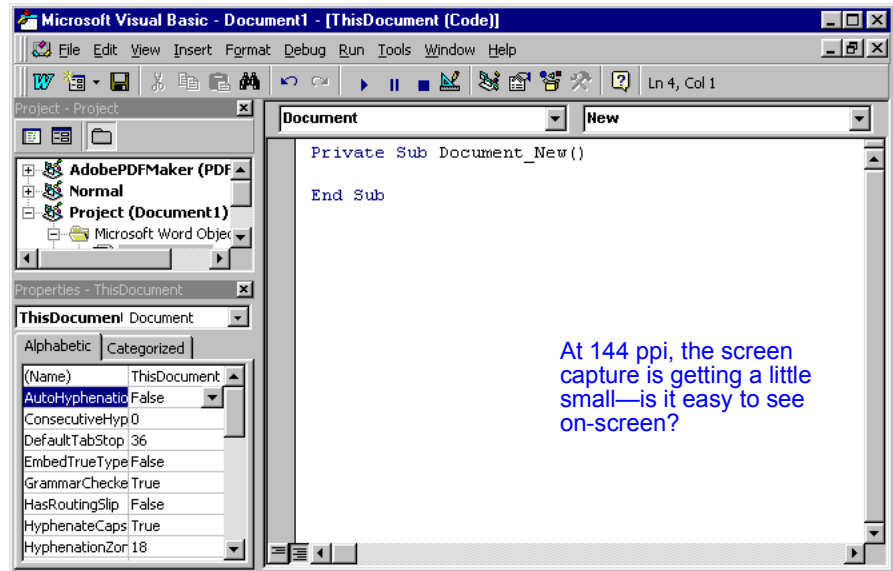 Microsoft Visual Basic - Document1 - [ThisDocument (Code)]
File Edit View Insert Format Debug Run Tools Window Help
Ln 4, Col 1
Project - Project
AdobePDFMaker (PDF
Normal
Project (Document1)
Microsoft Word Objec
Properties - ThisDocument
ThisDocument Document
Alphabetic Categorized
(Name) ThisDocument
AutoHyphenatio False
ConsecutiveHyp 0
DefaultTabStop 36
EmbedTrueType False
GrammarChecke True
HasRoutingSlip False
HyphenateCaps True
HyphenationZor 18
Document New
Private Sub Document_New()
End Sub
At 144 ppi, the screen
capture is getting a little
small—is it easy to see
on-screen?